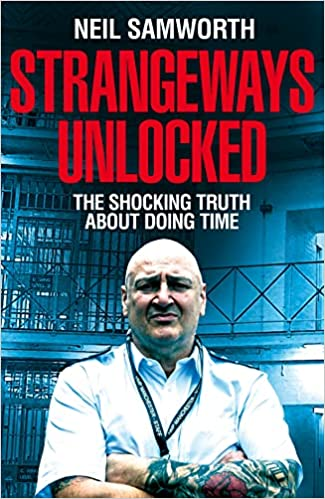 NEIL SAMWORTH
STRANGEWAYS
UNLOCKED
THE SHOCKING TRUTH
ABOUT DOING TIME